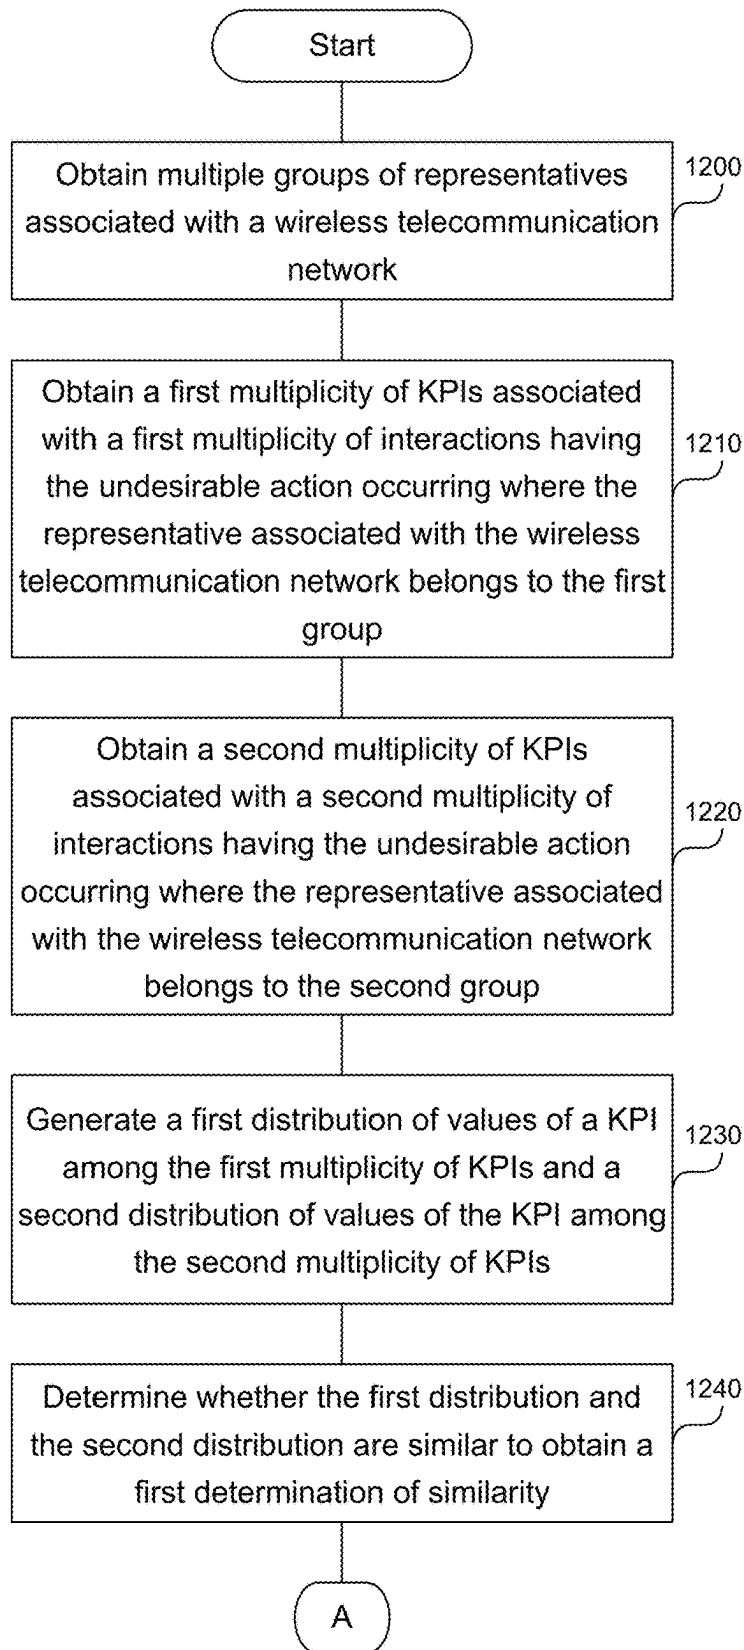 Start
Obtain multiple groups of representatives
associated with a wireless telecommunication
network
1200
Obtain a first multiplicity of KPIs associated
with a first multiplicity of interactions having
the undesirable action occurring where the
representative associated with the wireless
telecommunication network belongs to the first
group
1210
Obtain a second multiplicity of KPIs
associated with a second multiplicity of
interactions having the undesirable action
occurring where the representative associated
with the wireless telecommunication network
belongs to the second group
1220
Generate a first distribution of values of a KPI
among the first multiplicity of KPIs and a
second distribution of values of the KPI among
the second multiplicity of KPIs
1230
Determine whether the first distribution and
the second distribution are similar to obtain a
first determination of similarity
1240
A